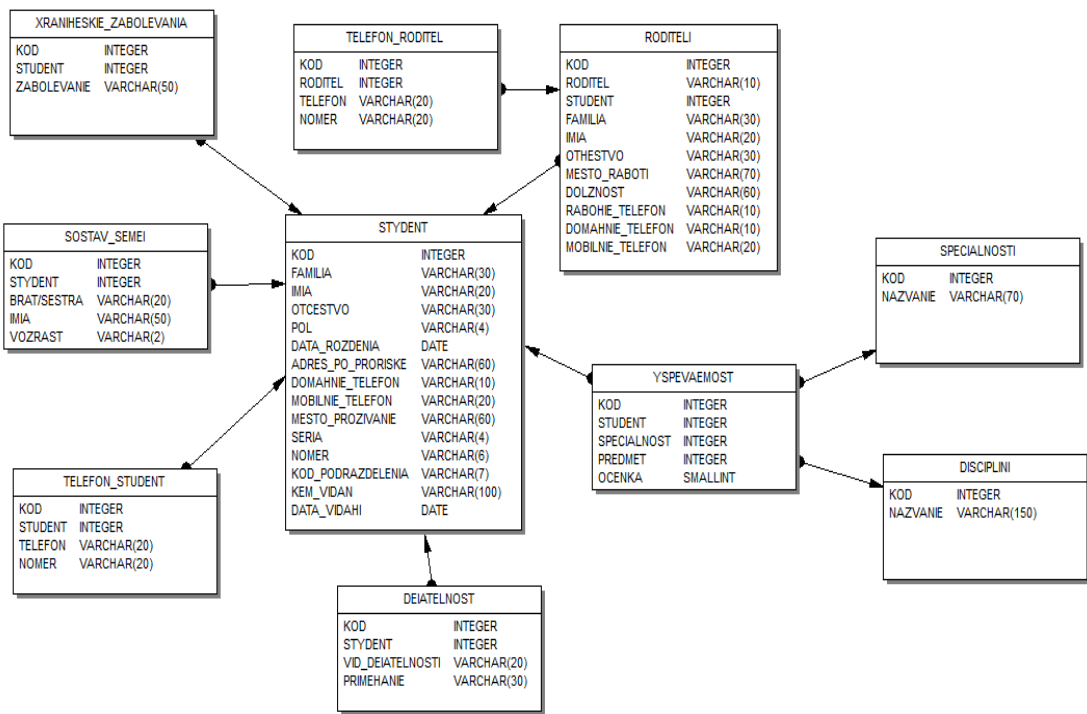 XRANIHESKIE_ZABOLEVANIA
KOD INTEGER
STUDENT INTEGER
ZABOLEVANIE VARCHAR(50)
TELEFON_RODITEL
KOD INTEGER
RODITEL INTEGER
TELEFON VARCHAR(20)
NOMER VARCHAR(20)
RODITELI
KOD INTEGER
RODITEL VARCHAR(10)
STUDENT INTEGER
FAMILIA VARCHAR(30)
IMIA VARCHAR(20)
OTHESTVO VARCHAR(30)
MESTO_RABOTI VARCHAR(70)
DOLZNOST VARCHAR(60)
RABOHIE_TELEFON VARCHAR(10)
DOMAHNIE_TELEFON VARCHAR(10)
MOBILNIE_TELEFON VARCHAR(20)
SOSTAV_SEMEI
KOD INTEGER
STYDENT INTEGER
BRAT/SESTRA VARCHAR(20)
IMIA VARCHAR(50)
VOZRAST VARCHAR(2)
STYDENT
KOD INTEGER
FAMILIA VARCHAR(30)
IMIA VARCHAR(20)
OTCESTVO VARCHAR(30)
POL VARCHAR(4)
DATA_ROZDENIA DATE
ADRES_PO_PRORISKE VARCHAR(60)
DOMAHNIE_TELEFON VARCHAR(10)
MOBILNIE_TELEFON VARCHAR(20)
MESTO_PROZIVANIE VARCHAR(60)
SERIA VARCHAR(4)
NOMER VARCHAR(6)
KOD_PODRAZDELENIA VARCHAR(7)
KEM_VIDAN VARCHAR(100)
DATA_VIDAHI DATE
SPECIALNOSTI
KOD INTEGER
NAZVANIE VARCHAR(70)
YSPEVAEMOST
KOD INTEGER
STUDENT INTEGER
SPECIALNOST INTEGER
PREDMET INTEGER
OCENKA SMALLINT
DISCIPLINI
KOD INTEGER
NAZVANIE VARCHAR(150)
TELEFON_STUDENT
KOD INTEGER
STUDENT INTEGER
TELEFON VARCHAR(20)
NOMER VARCHAR(20)
DEIATELNOST
KOD INTEGER
STYDENT INTEGER
VID_DEIATELNOSTI VARCHAR(20)
PRIMEHANIE VARCHAR(30)